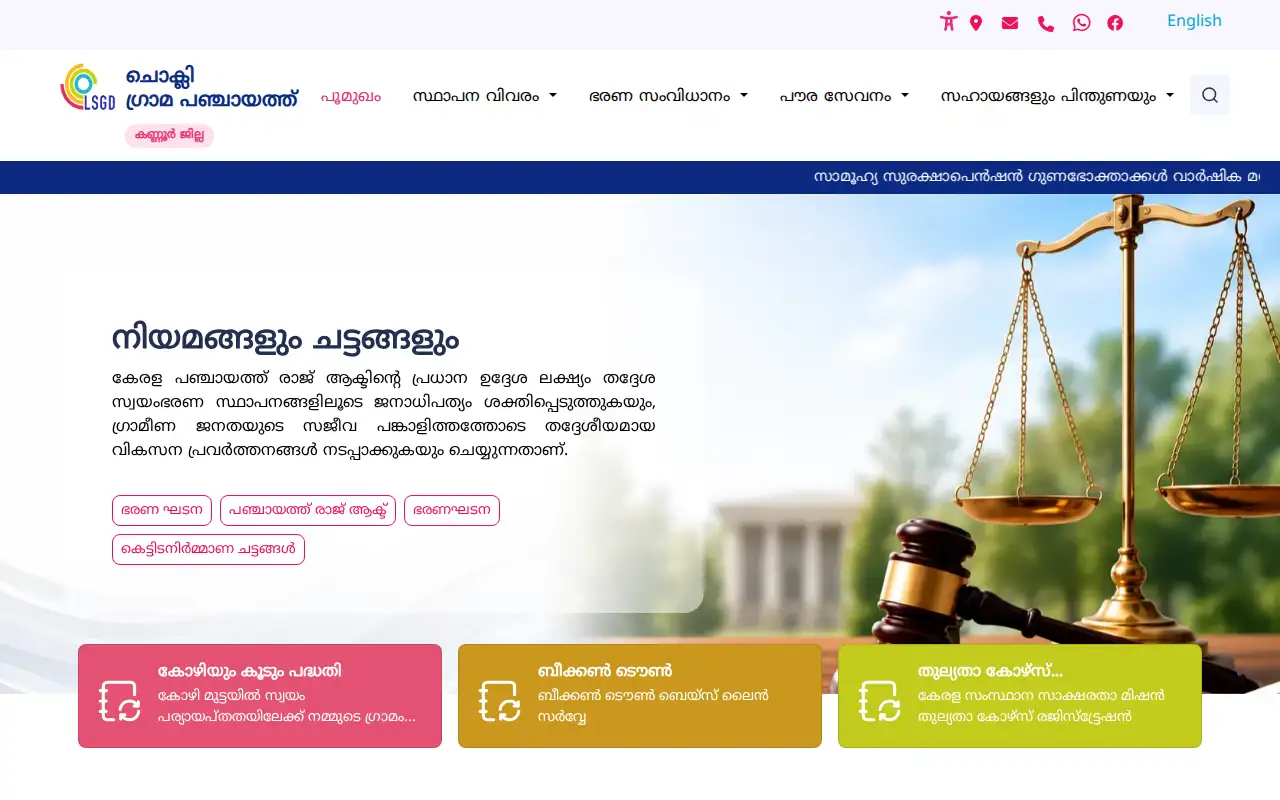 English
LSGD
ചൊക്ലി
ഗ്രാമ പഞ്ചായത്ത്
കണ്ണൂർ ജില്ല
പൂമുഖം
സ്ഥാപന വിവരം
ഭരണ സംവിധാനം
പൗര സേവനം
സഹായങ്ങളും പിന്തുണയും
സാമൂഹ്യ സുരക്ഷാപെൻഷൻ ഗുണഭോക്താക്കൾ വാർഷിക
നിയമങ്ങളും ചട്ടങ്ങളും
കേരള പഞ്ചായത്ത് രാജ് ആക്ടിന്റെ പ്രധാന ഉദ്ദേശ ലക്ഷ്യം തദ്ദേശ
സ്വയംഭരണ സ്ഥാപനങ്ങളിലൂടെ ജനാധിപത്യം ശക്തിപ്പെടുത്തുകയും,
ഗ്രാമീണ ജനതയുടെ സജീവ പങ്കാളിത്തത്തോടെ തദ്ദേശീയമായ
വികസന പ്രവർത്തനങ്ങൾ നടപ്പാക്കുകയും ചെയ്യുന്നതാണ്.
ഭരണ ഘടന
പഞ്ചായത്ത് രാജ് ആക്ട്
ഭരണഘടന
കെട്ടിടനിർമ്മാണ ചട്ടങ്ങൾ
കോഴിയും കൂടും പദ്ധതി
കോഴി മുട്ടയിൽ സ്വയം
പര്യായപ്തതയിലേക്ക് നമ്മുടെ ഗ്രാമം...
ബീക്കൺ ടൌൺ
ബീക്കൺ ടൌൺ ബെയ്സ് ലൈൻ
സർവ്വേ
തുല്യതാ കോഴ്സ്...
കേരള സംസ്ഥാന സാക്ഷരതാ മിഷൻ
തുല്യതാ കോഴ്സ് രജിസ്ട്രേഷൻ